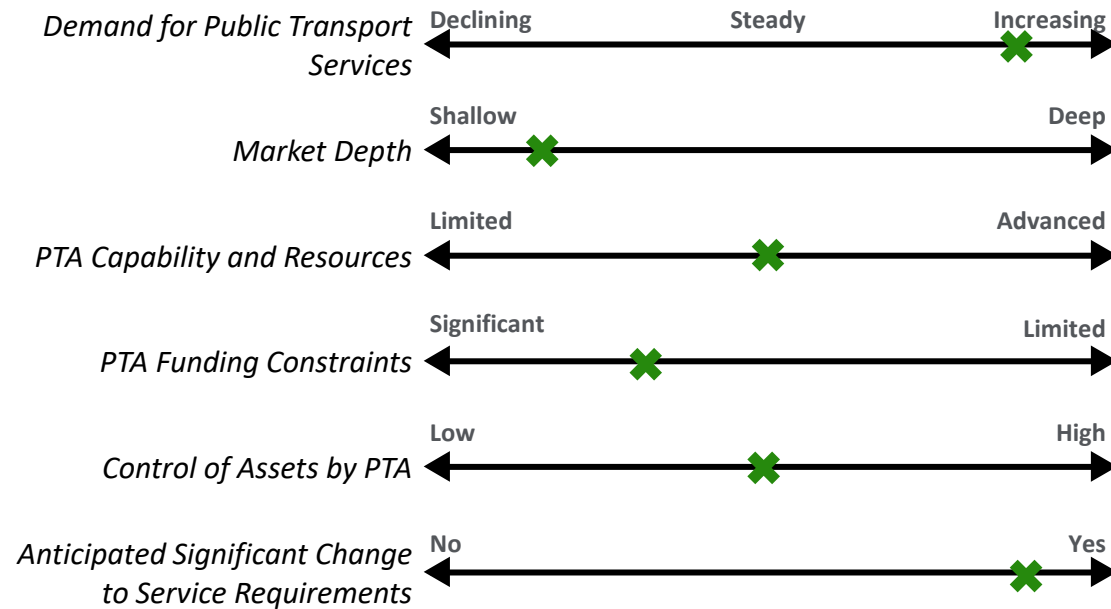 Demand for Public Transport
Services
Declining Steady Increasing
Market Depth
Shallow Deep
PTA Capability and Resources
Limited Advanced
PTA Funding Constraints
Significant Limited
Control of Assets by PTA
Low High
Anticipated Significant Change
to Service Requirements
No Yes